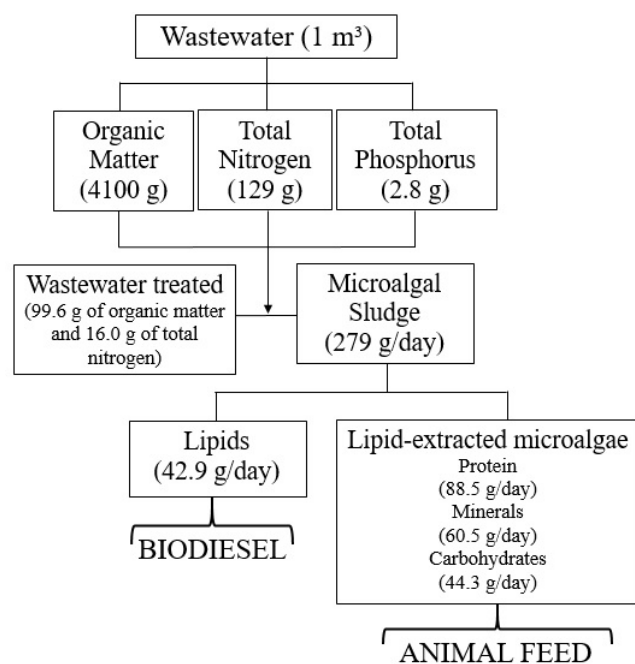 Wastewater (1 m³)
Organic
Matter
(4100 g)
Total
Nitrogen
(129 g)
Total
Phosphorus
(2.8 g)
Wastewater treated
(99.6 g of organic matter
and 16.0 g of total
nitrogen)
Microalgal
Sludge
(279 g/day)
Lipids
(42.9 g/day)
BIODIESEL
Lipid-extracted microalgae
Protein
(88.5 g/day)
Minerals
(60.5 g/day)
Carbohydrates
(44.3 g/day)
ANIMAL FEED